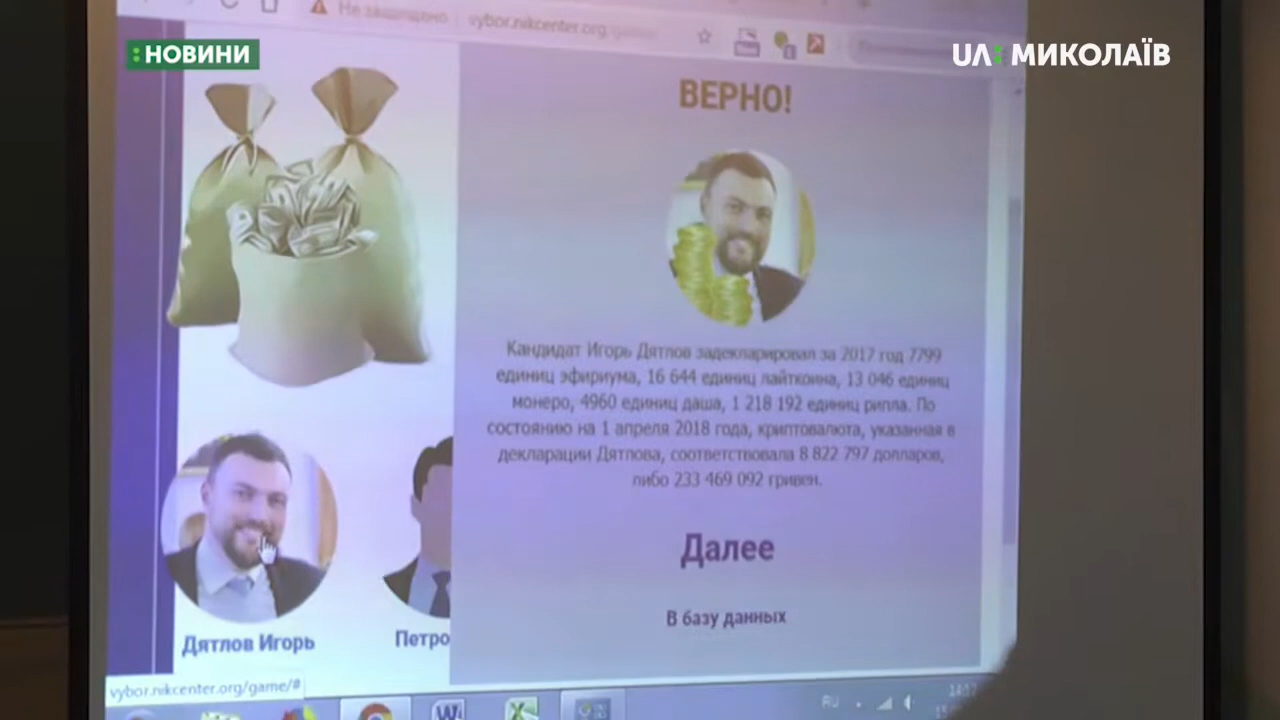 НОВИНИ
UA: МИКОЛАЇВ
Не защищено
vybor.nikcenter.org/game
ВЕРНО!
Кандидат Игорь Дятлов задекларировал за 2017 год 7799
единиц эфириума, 16 644 единиц лайткоина, 13 046 единиц
монеро, 4960 единиц даша, 1 218 192 единиц рипла. По
состоянию на 1 апреля 2018 года, криптовалюта, указанная в
декларации Дятлова, соответствовала 8 822 797 долларов,
либо 233 469 092 гривен.
Далее
В базу данных
Дятлов Игорь
Петро
vybor.nikcenter.org/game/#
RU